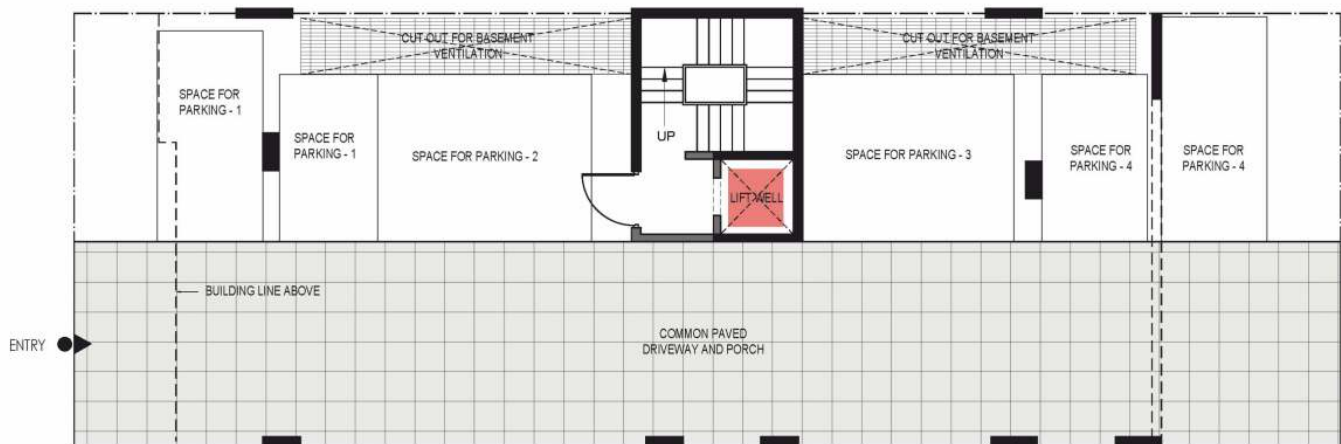 CUT OUT FOR BASEMENT
VENTILATION
CUT OUT FOR BASEMENT
VENTILATION
SPACE FOR
PARKING - 1
SPACE FOR
PARKING - 1
SPACE FOR PARKING - 2
UP
LIFT WELL
SPACE FOR PARKING - 3
SPACE FOR
PARKING - 4
SPACE FOR
PARKING - 4
BUILDING LINE ABOVE
ENTRY
COMMON PAVED
DRIVEWAY AND PORCH